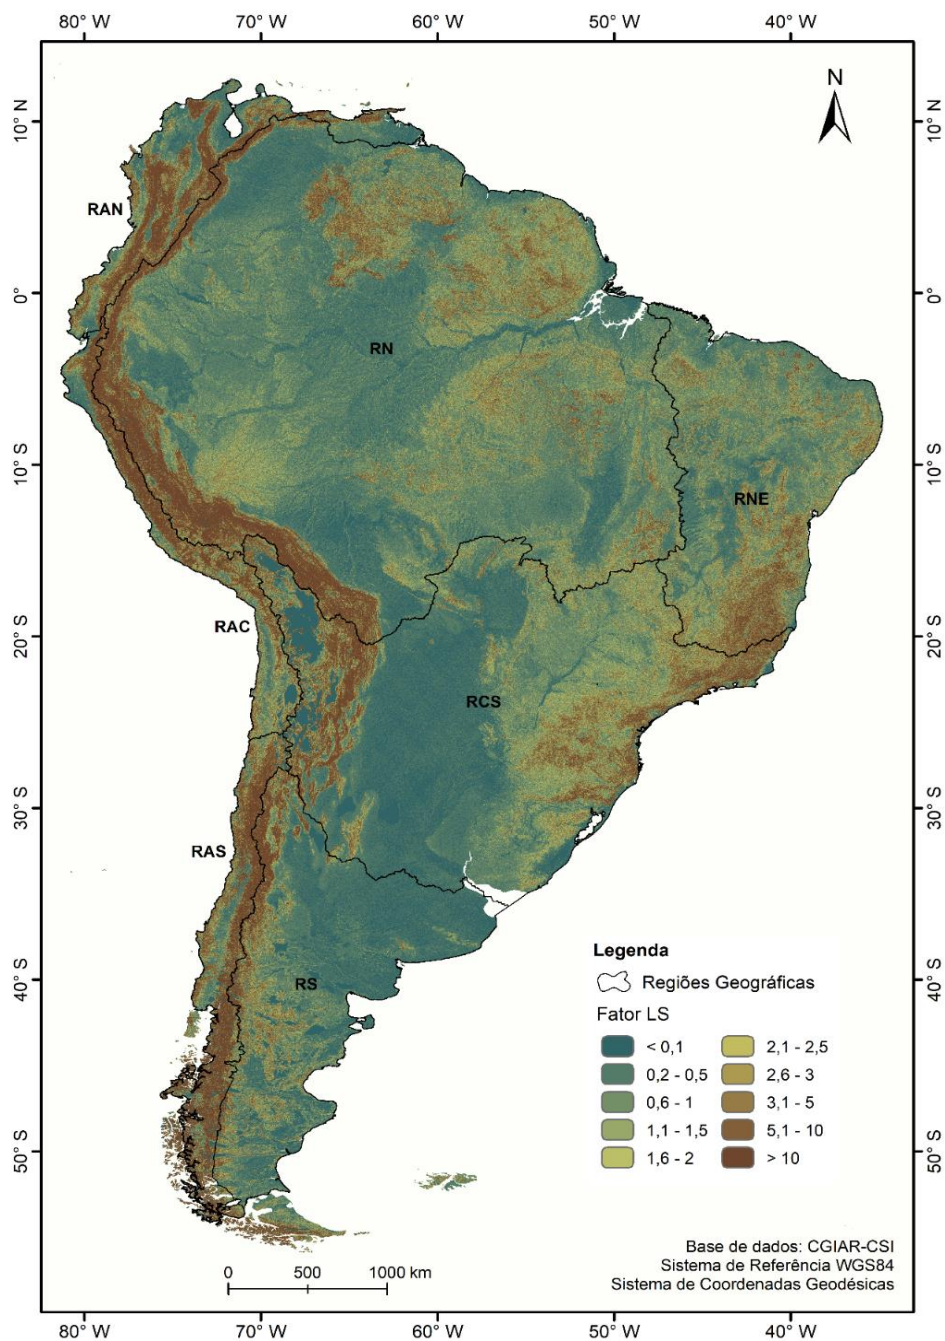 80° W 70° W 60° W 50° W 40° W
N
10° N 10° N
RAN
0° 0°
RN
10° S 10° S
RNE
20° S 20° S
RAC
RCS
30° S 30° S
RAS
40° S 40° S
RS
Legenda
Regiões Geográficas
Fator LS
< 0,1 2,1 - 2,5
0,2 - 0,5 2,6 - 3
0,6 - 1 3,1 - 5
1,1 - 1,5 5,1 - 10
1,6 - 2 > 10
50° S 50° S
Base de dados: CGIAR-CSI
Sistema de Referência WGS84
Sistema de Coordenadas Geodésicas
0 500 1000 km
80° W 70° W 60° W 50° W 40° W